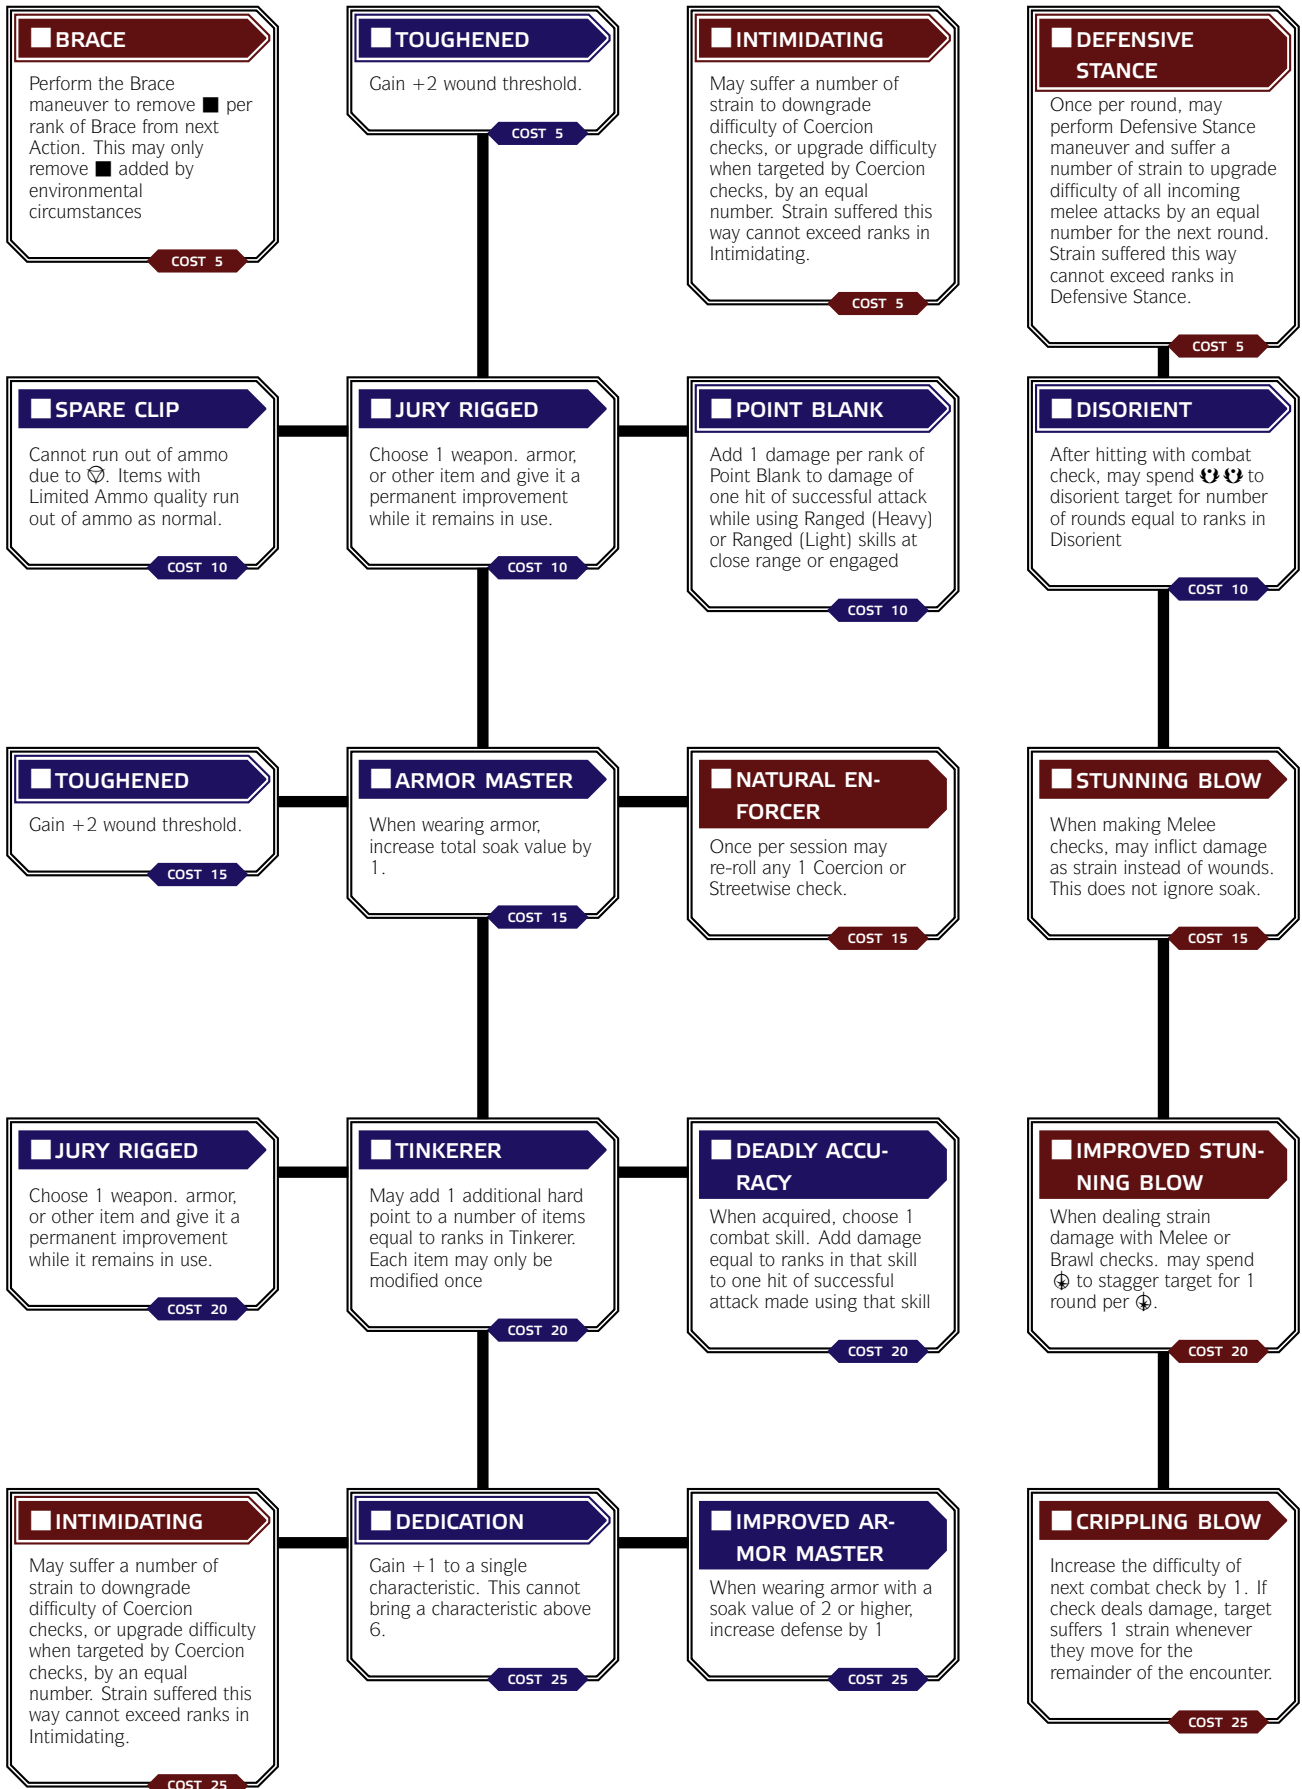 BRACE
Perform the Brace
maneuver to remove ■ per
rank of Brace from next
Action. This may only
remove ■ added by
environmental
circumstances
COST 5
TOUGHENED
Gain +2 wound threshold.
COST 5
INTIMIDATING
May suffer a number of
strain to downgrade
difficulty of Coercion
checks, or upgrade difficulty
when targeted by Coercion
checks, by an equal
number. Strain suffered this
way cannot exceed ranks in
Intimidating.
COST 5
DEFENSIVE
STANCE
Once per round, may
perform Defensive Stance
maneuver and suffer a
number of strain to upgrade
difficulty of all incoming
melee attacks by an equal
number for the next round.
Strain suffered this way
cannot exceed ranks in
Defensive Stance.
COST 5
SPARE CLIP
Cannot run out of ammo
due to . Items with
Limited Ammo quality run
out of ammo as normal.
COST 10
JURY RIGGED
Choose 1 weapon. armor,
or other item and give it a
permanent improvement
while it remains in use.
COST 10
POINT BLANK
Add 1 damage per rank of
Point Blank to damage of
one hit of successful attack
while using Ranged (Heavy)
or Ranged (Light) skills at
close range or engaged
COST 10
DISORIENT
After hitting with combat
check, may spend to
disorient target for number
of rounds equal to ranks in
Disorient
COST 10
TOUGHENED
Gain +2 wound threshold.
COST 15
ARMOR MASTER
When wearing armor,
increase total soak value by
1.
COST 15
NATURAL EN-
FORCER
Once per session may
re-roll any 1 Coercion or
Streetwise check.
COST 15
STUNNING BLOW
When making Melee
checks, may inflict damage
as strain instead of wounds.
This does not ignore soak.
COST 15
JURY RIGGED
Choose 1 weapon. armor,
or other item and give it a
permanent improvement
while it remains in use.
COST 20
TINKERER
May add 1 additional hard
point to a number of items
equal to ranks in Tinkerer.
Each item may only be
modified once
COST 20
DEADLY ACCU-
RACY
When acquired, choose 1
combat skill. Add damage
equal to ranks in that skill
to one hit of successful
attack made using that skill
COST 20
IMPROVED STUN-
NING BLOW
When dealing strain
damage with Melee or
Brawl checks. may spend
to stagger target for 1
round per .
COST 20
INTIMIDATING
May suffer a number of
strain to downgrade
difficulty of Coercion
checks, or upgrade difficulty
when targeted by Coercion
checks, by an equal
number. Strain suffered this
way cannot exceed ranks in
Intimidating.
COST 25
DEDICATION
Gain +1 to a single
characteristic. This cannot
bring a characteristic above
6.
COST 25
IMPROVED AR-
MOR MASTER
When wearing armor with a
soak value of 2 or higher,
increase defense by 1
COST 25
CRIPPLING BLOW
Increase the difficulty of
next combat check by 1. If
check deals damage, target
suffers 1 strain whenever
they move for the
remainder of the encounter.
COST 25